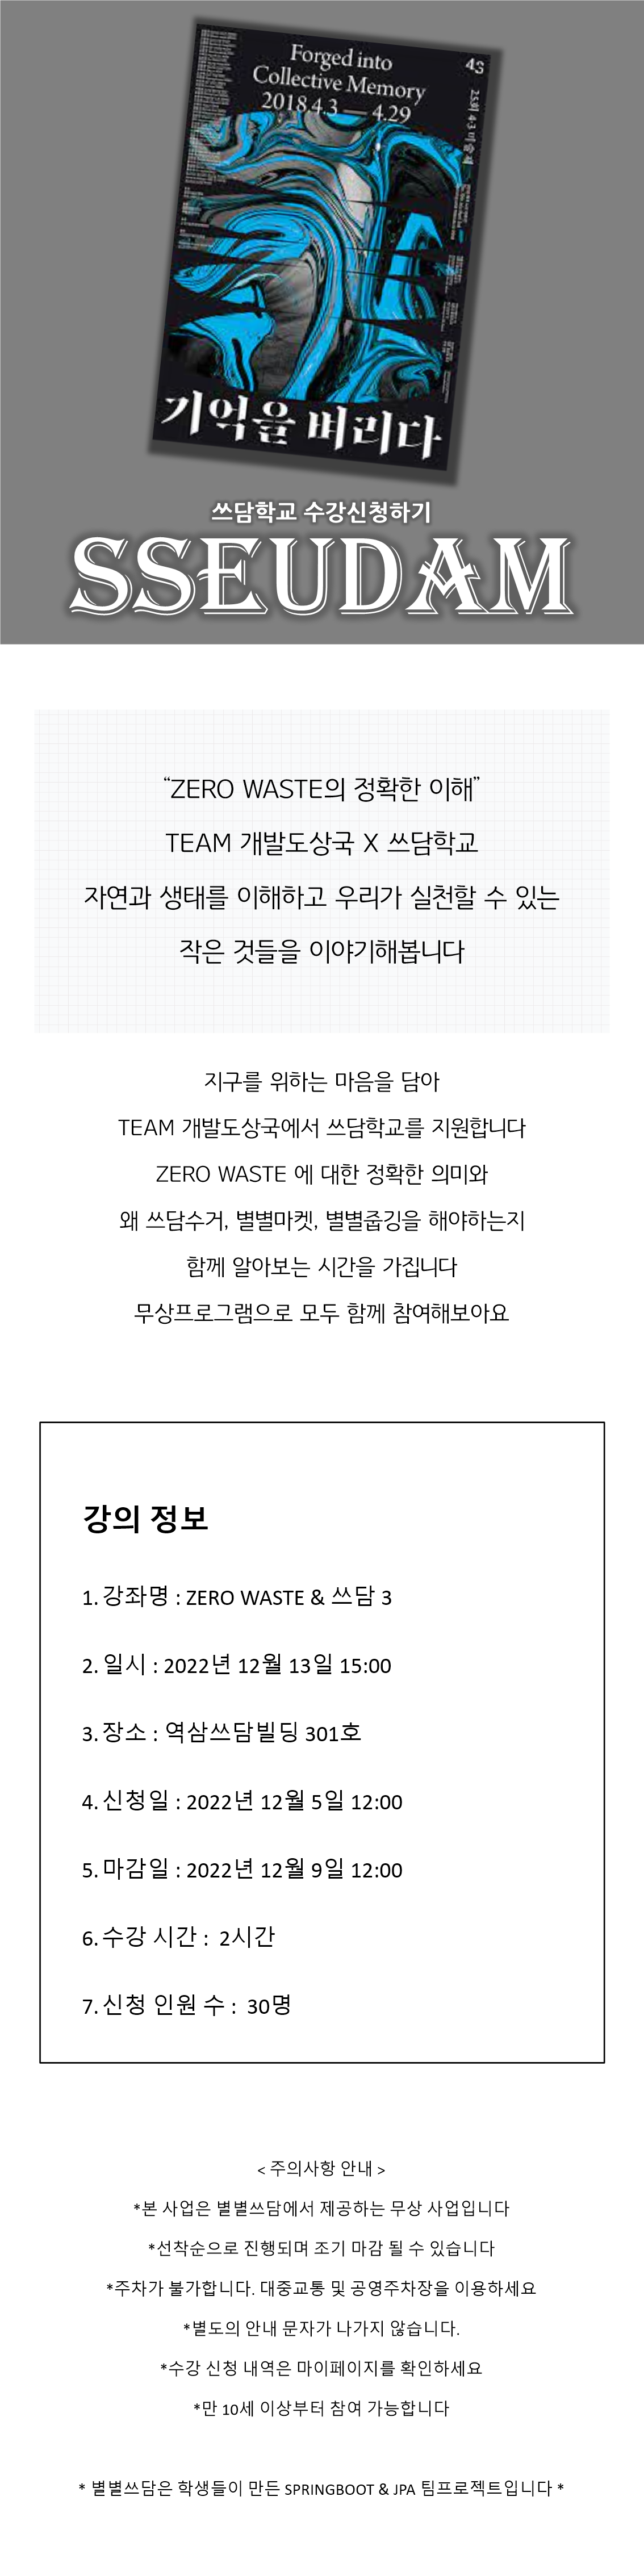 Forged into
Collective Memory
2018 4.3 — 4.29
43
25회 43 미술제
기억을 벼리다
쓰담학교 수강신청하기
SSEUDAM
“ZERO WASTE의 정확한 이해”
TEAM 개발도상국 X 쓰담학교
자연과 생태를 이해하고 우리가 실천할 수 있는
작은 것들을 이야기해봅니다
지구를 위하는 마음을 담아
TEAM 개발도상국에서 쓰담학교를 지원합니다
ZERO WASTE 에 대한 정확한 의미와
왜 쓰담수거, 별별마켓, 별별줍깅을 해야하는지
함께 알아보는 시간을 가집니다
무상프로그램으로 모두 함께 참여해보아요
강의 정보
1. 강좌명 : ZERO WASTE & 쓰담 3
2. 일시 : 2022년 12월 13일 15:00
3. 장소 : 역삼쓰담빌딩 301호
4. 신청일 : 2022년 12월 5일 12:00
5. 마감일 : 2022년 12월 9일 12:00
6. 수강 시간 : 2시간
7. 신청 인원 수 : 30명
< 주의사항 안내 >
*본 사업은 별별쓰담에서 제공하는 무상 사업입니다
*선착순으로 진행되며 조기 마감 될 수 있습니다
*주차가 불가합니다. 대중교통 및 공영주차장을 이용하세요
*별도의 안내 문자가 나가지 않습니다.
*수강 신청 내역은 마이페이지를 확인하세요
*만 10세 이상부터 참여 가능합니다
* 별별쓰담은 학생들이 만든 SPRINGBOOT & JPA 팀프로젝트입니다 *